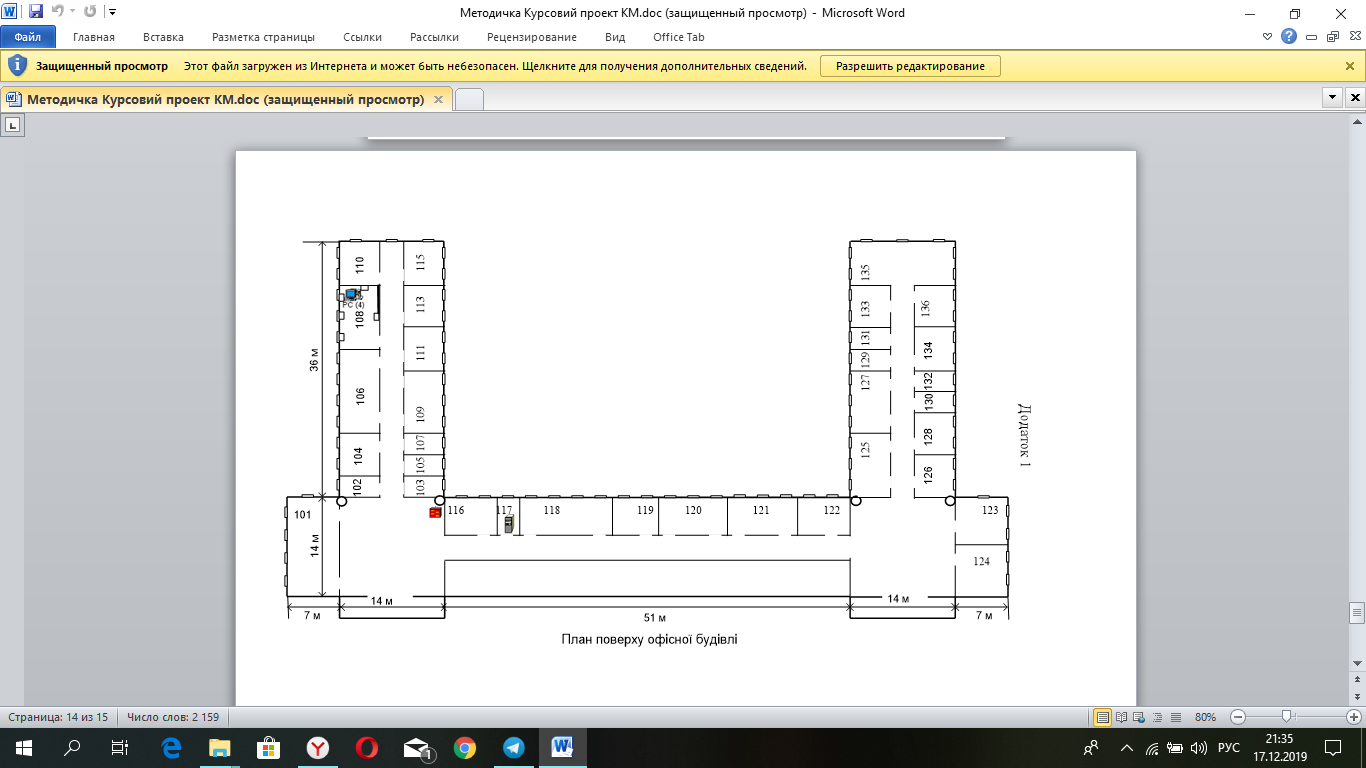 Методичка Курсовий проект КМ.doc (защищенный просмотр) - Microsoft Word
Файл
Главная
Вставка
Разметка страницы
Ссылки
Рассылки
Рецензирование
Вид
Office Tab
Защищенный просмотр
Этот файл загружен из Интернета и может быть небезопасен. Щелкните для получения дополнительных сведений.
Разрешить редактирование
Методичка Курсовий проект КМ.doc (защищенный просмотр)
110
115
135
PC (4)
108
113
133
136
36 м
111
131
134
129
106
127
132
109
130
Додаток 1
104
107
125
128
105
102
103
126
101
116
117
118
119
120
121
122
123
14 м
124
7 м
14 м
51 м
14 м
7 м
План поверху офісної будівлі
Страница: 14 из 15
Число слов: 2 159
80%
1
РУС
21:35
17.12.2019